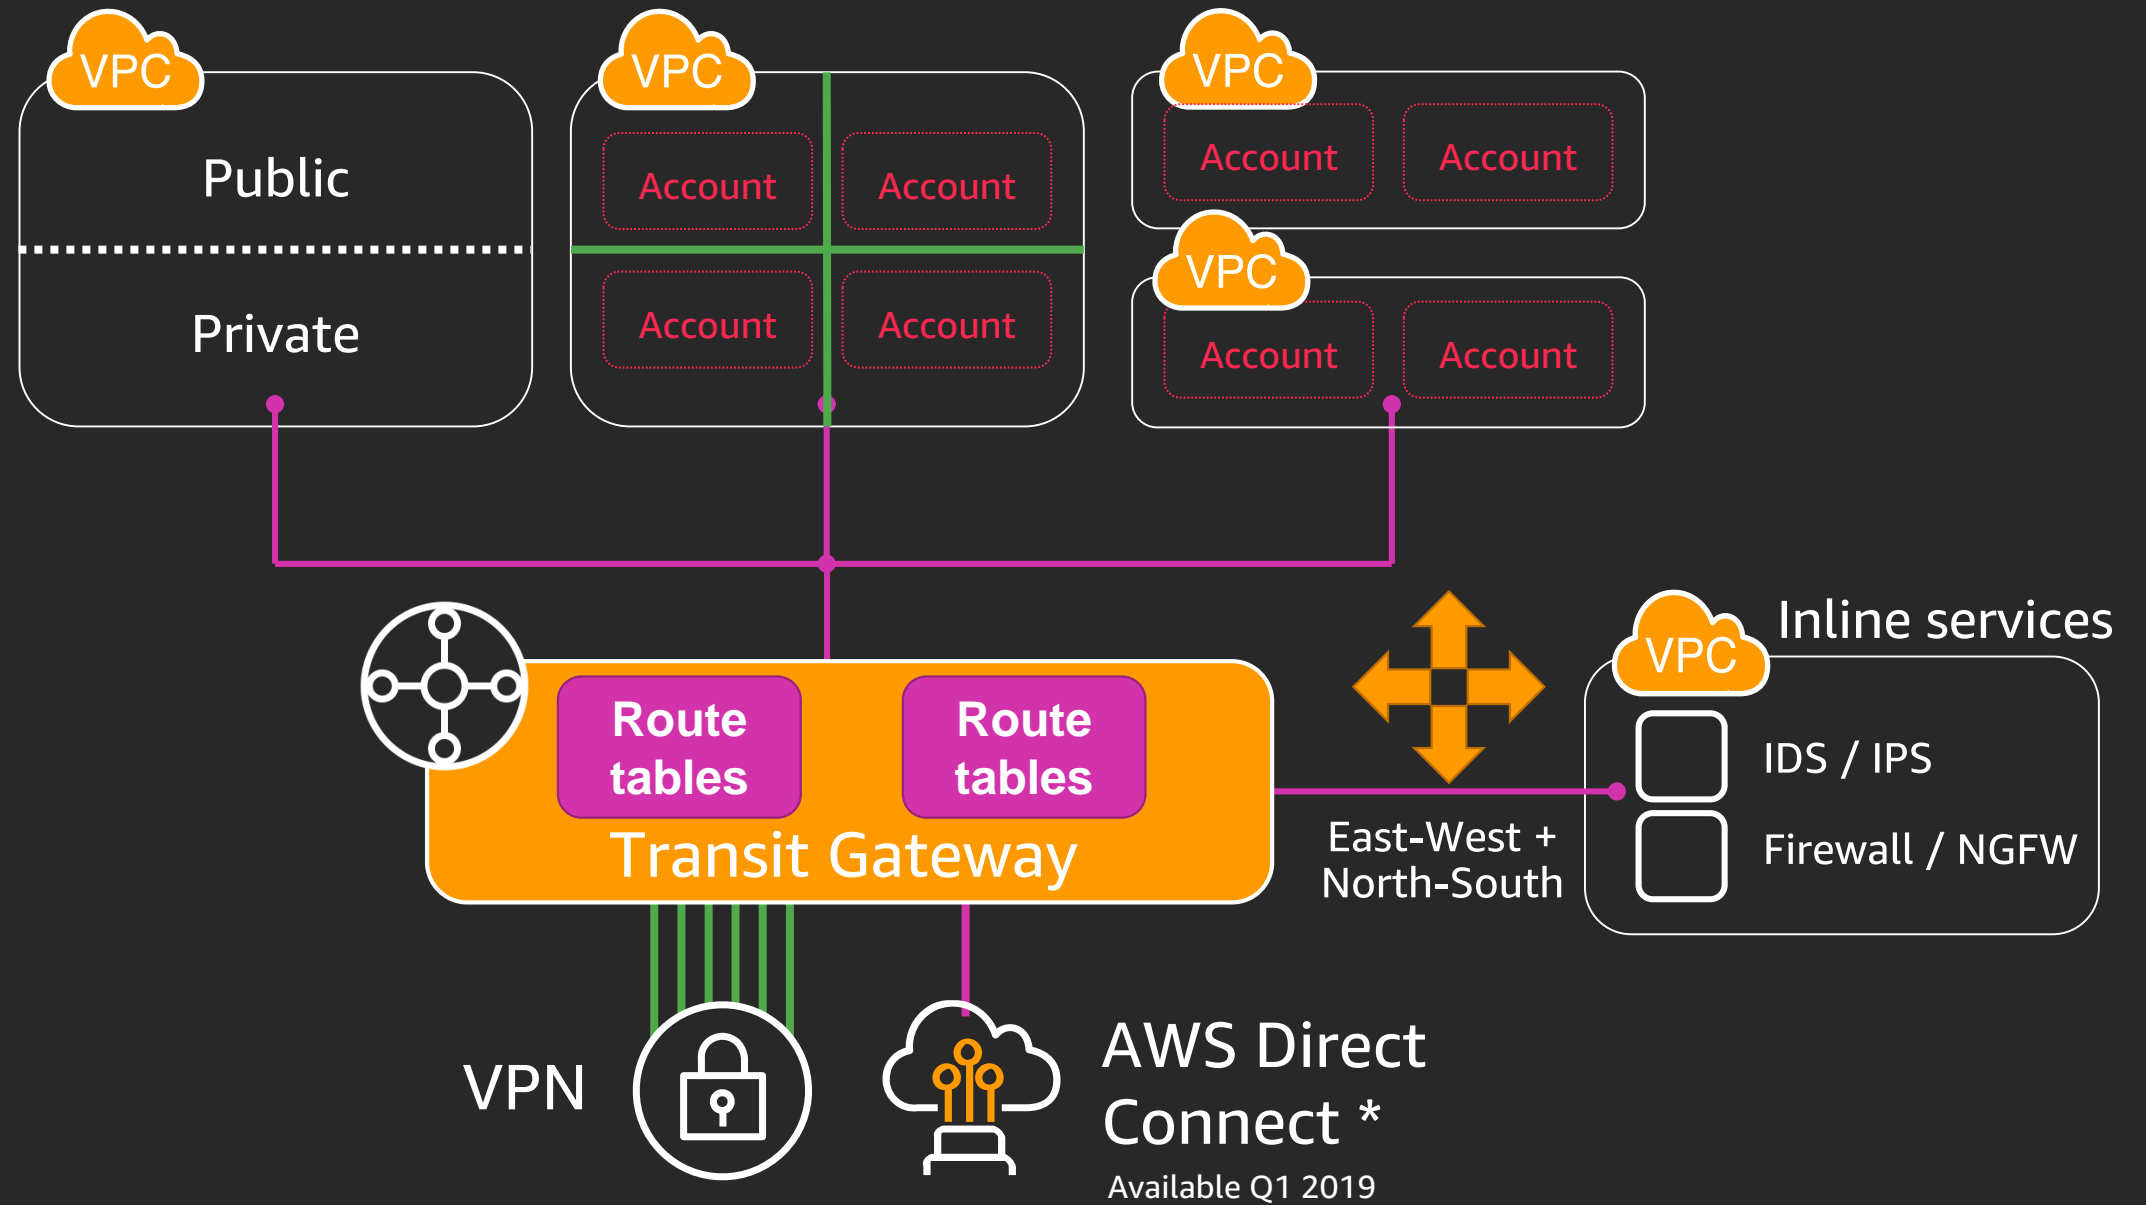 VPC
Public
Private
VPC
Account
Account
Account
Account
VPC
Account
Account
VPC
Account
Account
Route
tables
Route
tables
Transit Gateway
East-West +
North-South
VPC
Inline services
IDS / IPS
Firewall / NGFW
VPN
AWS Direct
Connect *
Available Q1 2019